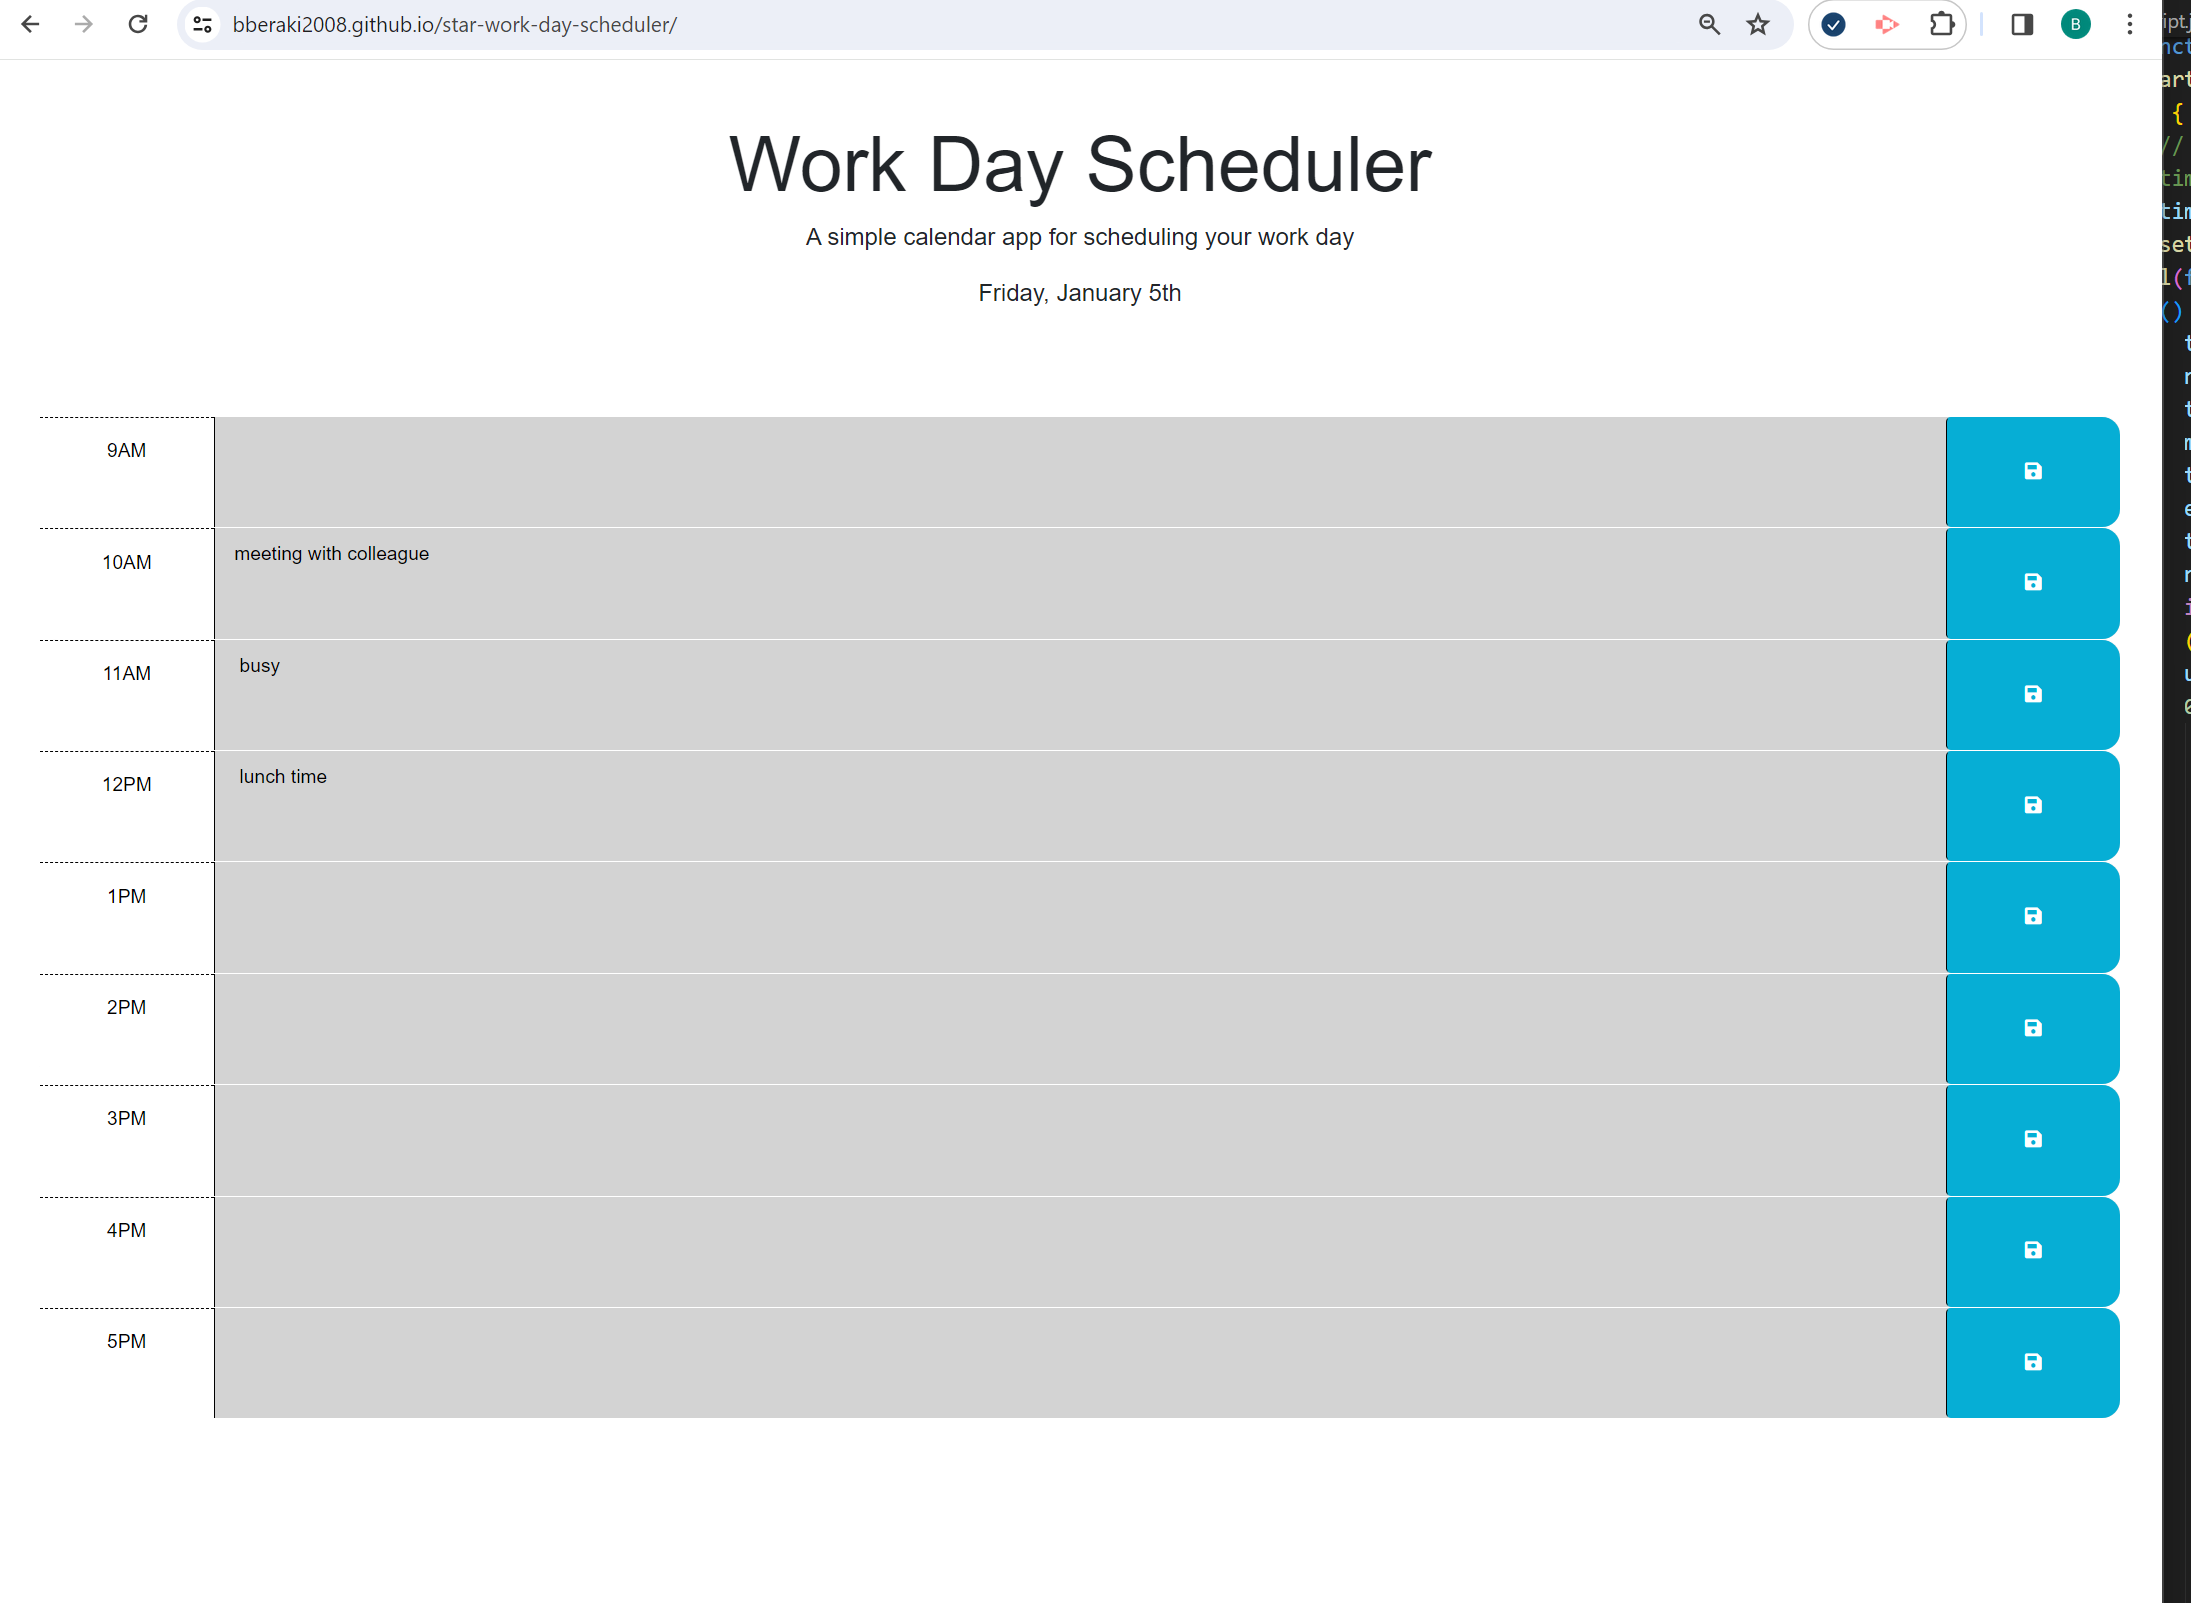 bberaki2008.github.io/star-work-day-scheduler/
B
Work Day Scheduler
A simple calendar app for scheduling your work day
Friday, January 5th
9AM
10AM meeting with colleague
11AM busy
12PM lunch time
1PM
2PM
3PM
4PM
5PM